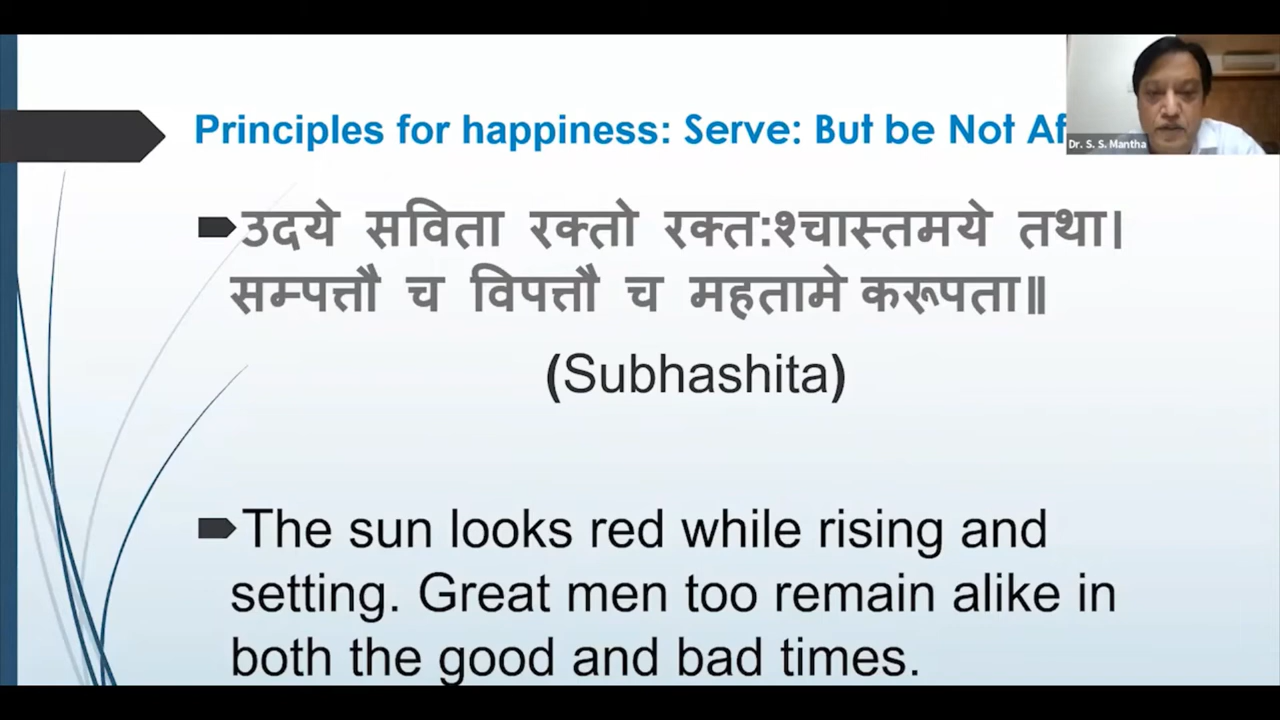 Principles for happiness: Serve: But be Not Af
Dr. S. S. Mantha
उदये सविता रक्तो रक्त:श्चास्तमये तथा।
सम्पत्तौ च विपत्तौ च महतामे करूपता॥
(Subhashita)
The sun looks red while rising and
setting. Great men too remain alike in
both the good and bad times.